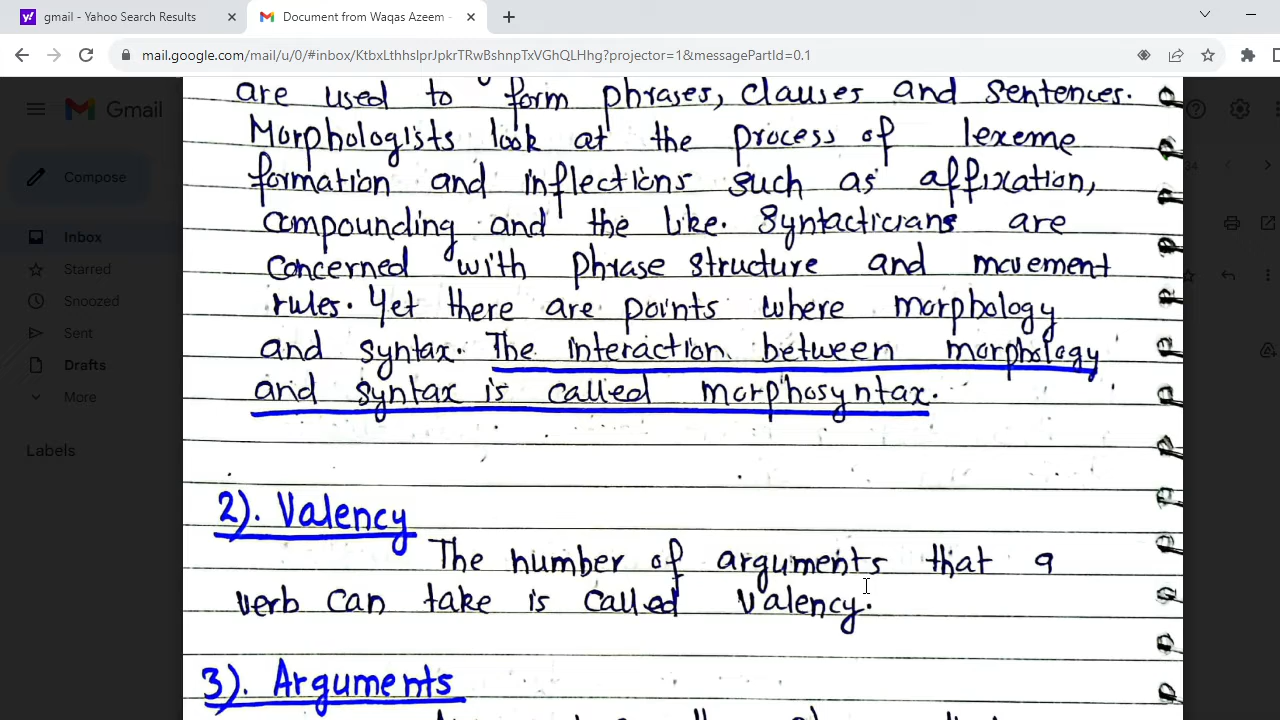 gmail - Yahoo Search Results
Document from Waqas Azeem -
mail.google.com/mail/u/0/#inbox/KtbxLthhslprJpkrTRwBshnpTxVGhQLHhg?projector=1&messagePartId=0.1
Gmail
Compose
Inbox
Starred
Snoozed
Sent
Drafts
More
Labels
34
are used to form phrases, clauses and sentences.
Morphologists look at the process of lexeme
formation and inflections such as affixation,
compounding and the like. Syntacticians are
concerned with phrase structure and movement
rules. Yet there are points where morphology
and syntax. The interaction between morphology
and syntax is called morphosyntax.
2). Valency
The number of arguments that a
verb can take is called valency.
3). Arguments